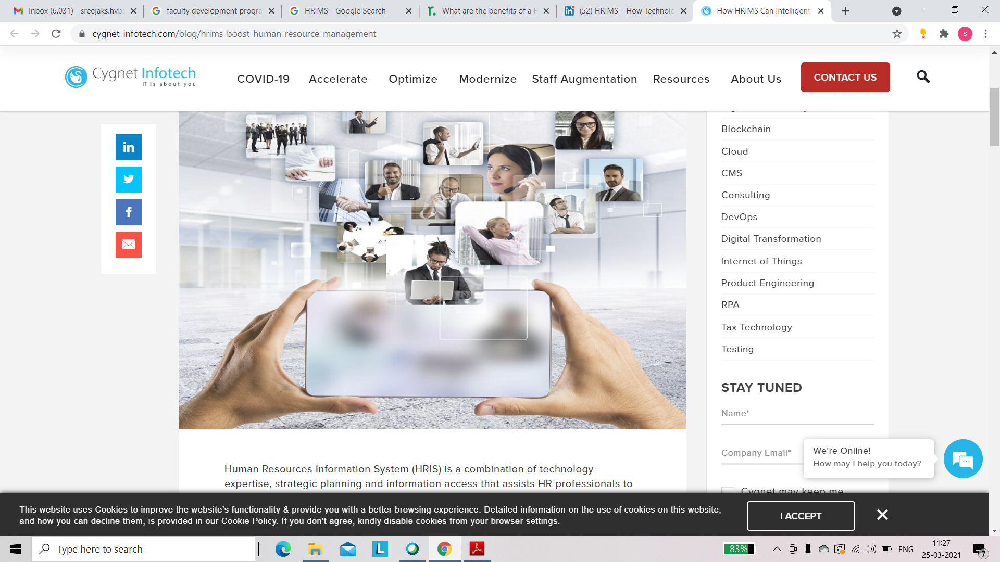 Inbox (6,031) - sreejaks.hvbs
faculty development progra
HRIMS - Google Search
What are the benefits of a H
(52) HRIMS – How Technolo
How HRIMS Can Intelligentl
cygnet-infotech.com/blog/hrims-boost-human-resource-management
s
Cygnet Infotech
IT is about you
COVID-19 Accelerate Optimize Modernize Staff Augmentation Resources About Us CONTACT US
in
f
Blockchain
Cloud
CMS
Consulting
DevOps
Digital Transformation
Internet of Things
Product Engineering
RPA
Tax Technology
Testing
STAY TUNED
Name*
Company Email*
Cygnet may keep me
We're Online!
How may I help you today?
Human Resources Information System (HRIS) is a combination of technology
expertise, strategic planning and information access that assists HR professionals to
This website uses Cookies to improve the website’s functionality & provide you with a better browsing experience. Detailed information on the use of cookies on this website,
and how you can decline them, is provided in our Cookie Policy. If you don't agree, kindly disable cookies from your browser settings.
I ACCEPT
Type here to search
L
83%
ENG
11:27
25-03-2021
7